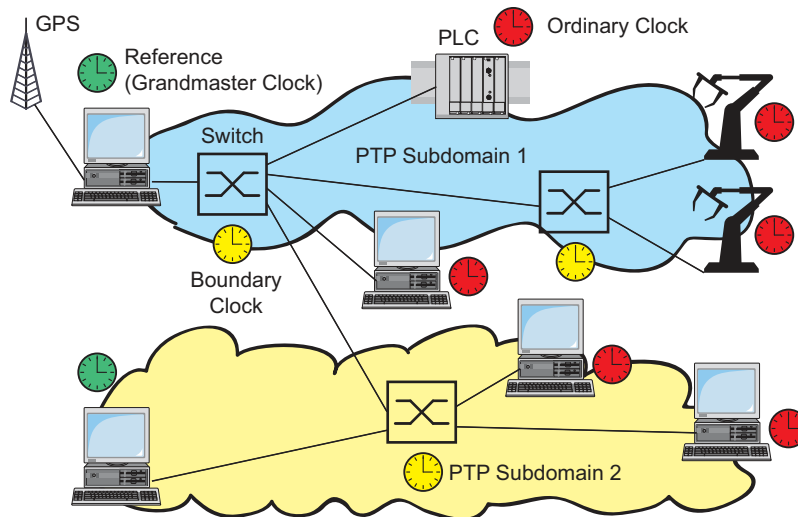 GPS
Reference
(Grandmaster Clock)
PLC
Ordinary Clock
Switch
PTP Subdomain 1
Boundary
Clock
PTP Subdomain 2